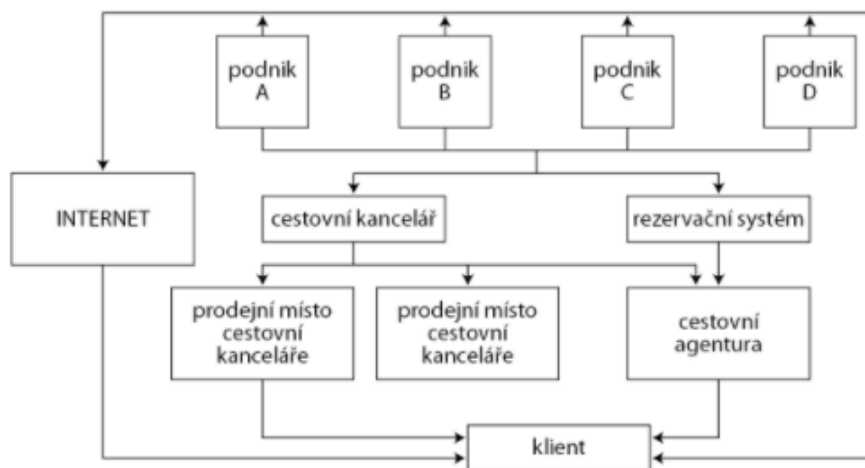 podnik
A
podnik
B
podnik
C
podnik
D
INTERNET
cestovní kancelář
rezervační systém
prodejní místo
cestovní
kanceláře
prodejní místo
cestovní
kanceláře
cestovní
agentura
klient